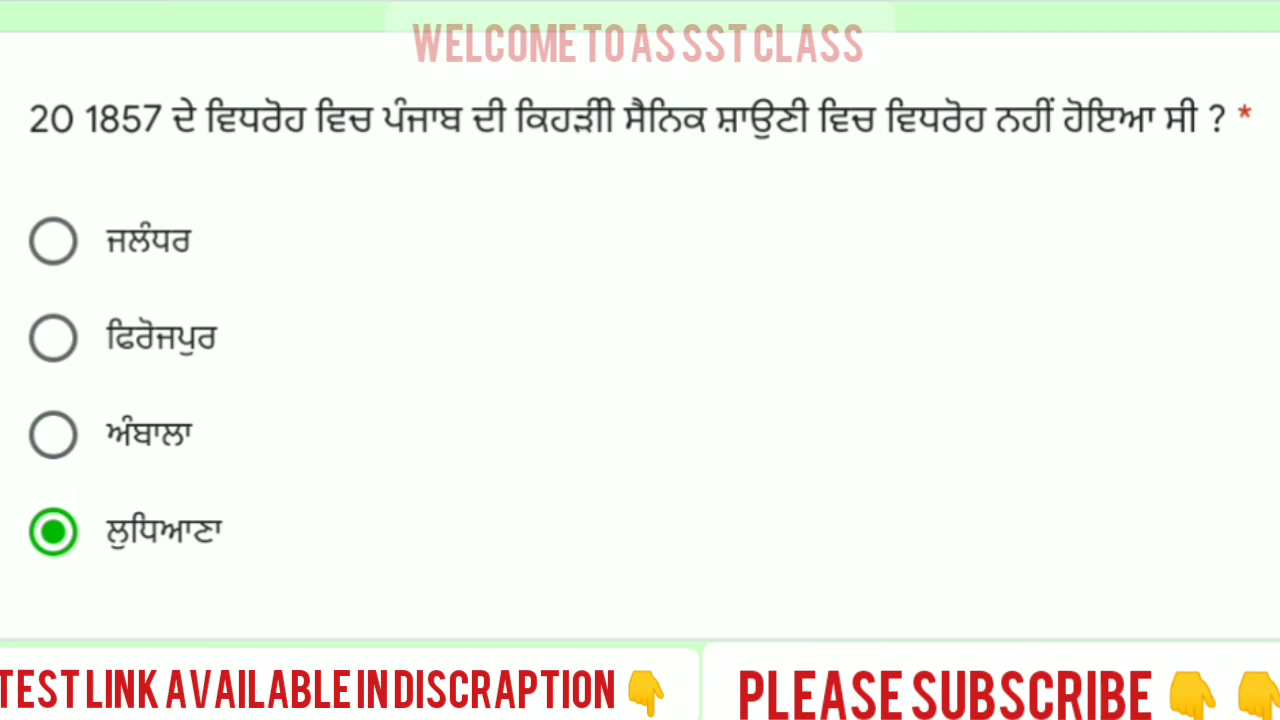 WELCOME TO AS SST CLASS
20 1857 ਦੇ ਵਿਧਰੋਹ ਵਿਚ ਪੰਜਾਬ ਦੀ ਕਿਹੜੀੀ ਸੈਨਿਕ ਸ਼ਾਉਣੀ ਵਿਚ ਵਿਧਰੋਹ ਨਹੀਂ ਹੋਇਆ ਸੀ ? *
ਜਲੰਧਰ
ਫਿਰੋਜਪੁਰ
ਅੰਬਾਲਾ
ਲੁਧਿਆਣਾ
TEST LINK AVAILABLE IN DISCRAPTION 👇
PLEASE SUBSCRIBE 👇 👇